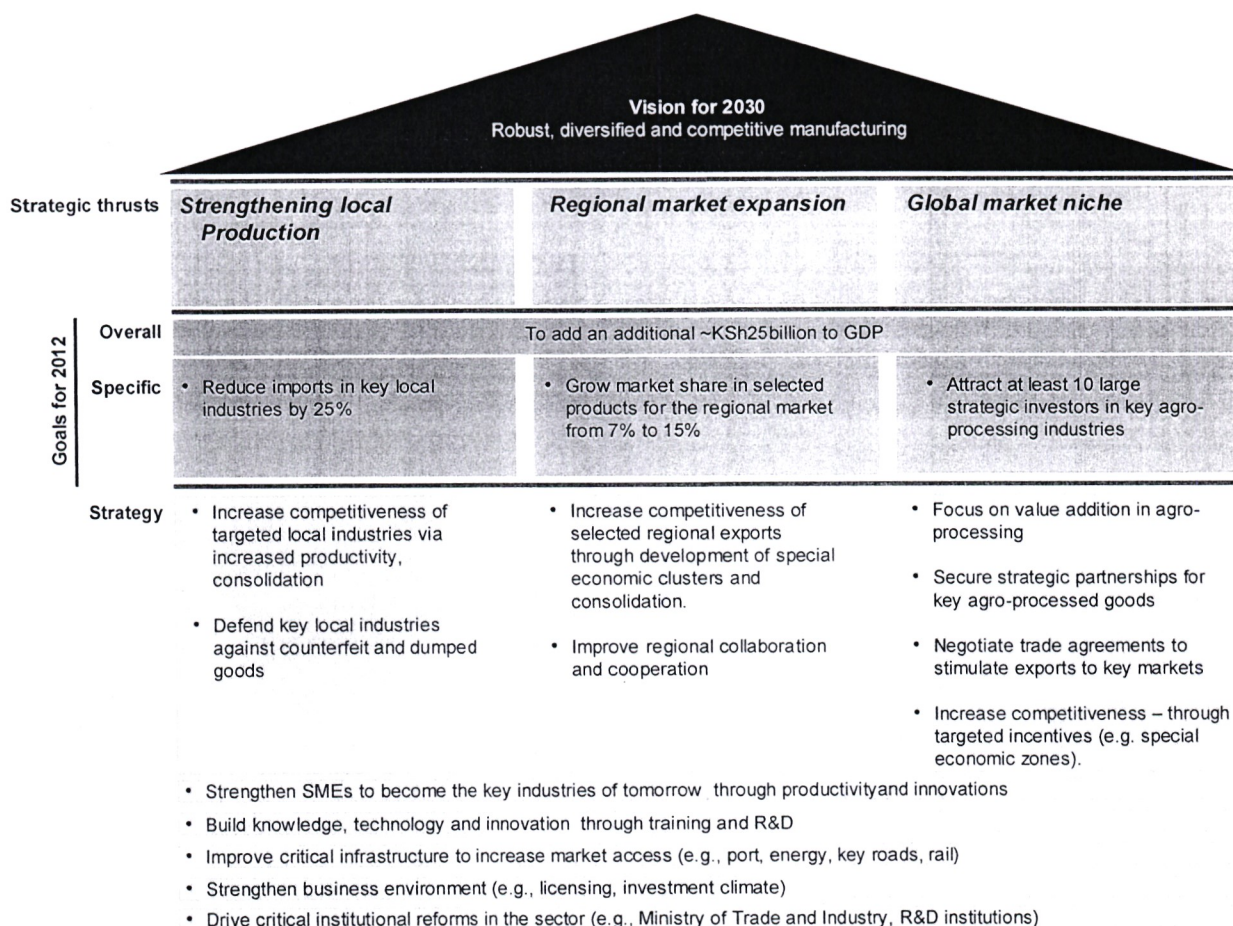 Vision for 2030
Robust, diversified and competitive manufacturing
Strategic thrusts
Strengthening local
Production
Regional market expansion
Global market niche
Goals for 2012
Overall
To add an additional ~KSh25billion to GDP
Specific
• Reduce imports in key local
industries by 25%
• Grow market share in selected
products for the regional market
from 7% to 15%
• Attract at least 10 large
strategic investors in key agro-
processing industries
Strategy
• Increase competitiveness of
targeted local industries via
increased productivity,
consolidation
• Defend key local industries
against counterfeit and dumped
goods
• Increase competitiveness of
selected regional exports
through development of special
economic clusters and
consolidation.
• Improve regional collaboration
and cooperation
• Focus on value addition in agro-
processing
• Secure strategic partnerships for
key agro-processed goods
• Negotiate trade agreements to
stimulate exports to key markets
• Increase competitiveness – through
targeted incentives (e.g. special
economic zones).
• Strengthen SMEs to become the key industries of tomorrow through productivityand innovations
• Build knowledge, technology and innovation through training and R&D
• Improve critical infrastructure to increase market access (e.g., port, energy, key roads, rail)
• Strengthen business environment (e.g., licensing, investment climate)
• Drive critical institutional reforms in the sector (e.g., Ministry of Trade and Industry, R&D institutions)